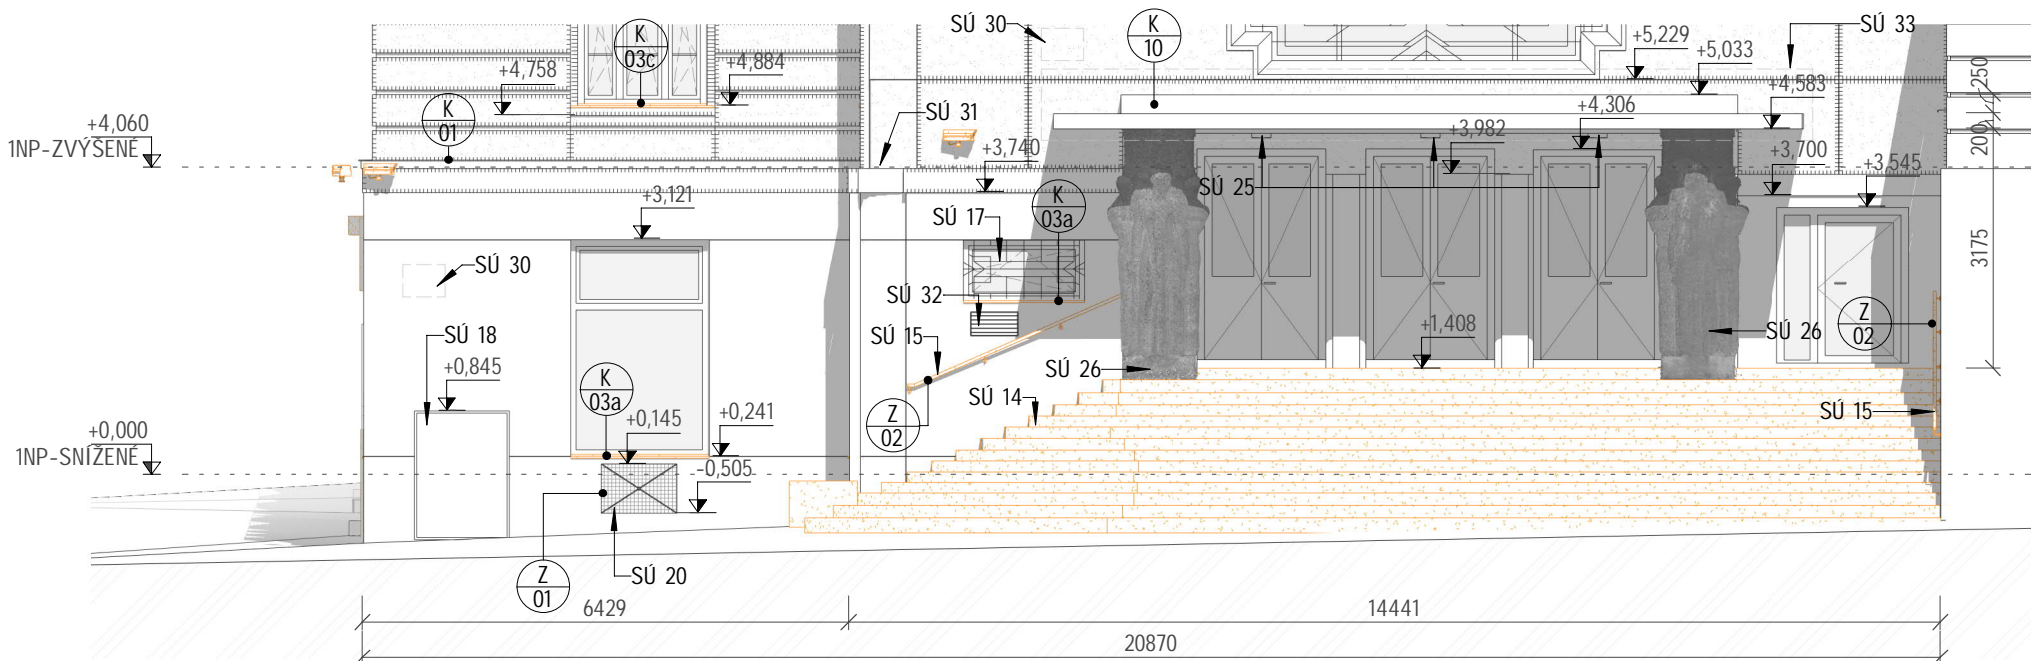 SÚ 30
K
10
SÚ 33
K
03c
+5,229
+5,033
+4,758
+4,884
+4,583
250
K
01
SÚ 31
+4,306
+4,060
1NP-ZVÝŠENÉ
+3,982
200
+3,740
+3,700
+3,545
SÚ 25
+3,121
SÚ 17
K
03a
3175
SÚ 30
SÚ 32
SÚ 18
SÚ 15
+1,408
SÚ 26
Z
02
+0,845
K
03a
SÚ 26
SÚ 14
SÚ 15
+0,145
+0,241
Z
02
+0,000
1NP-SNÍŽENÉ
-0,505
Z
01
SÚ 20
6429
14441
20870